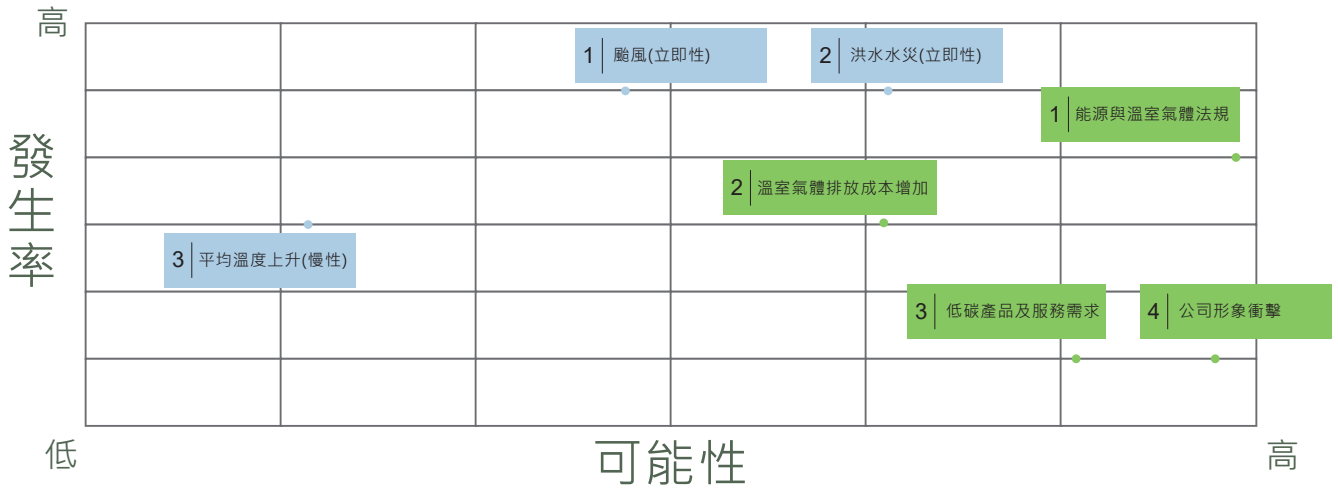 高
1 颱風(立即性)
2 洪水水災(立即性)
1 能源與溫室氣體法規
發生率
2 溫室氣體排放成本增加
3 平均溫度上升(慢性)
3 低碳產品及服務需求
4 公司形象衝擊
低
可能性
高